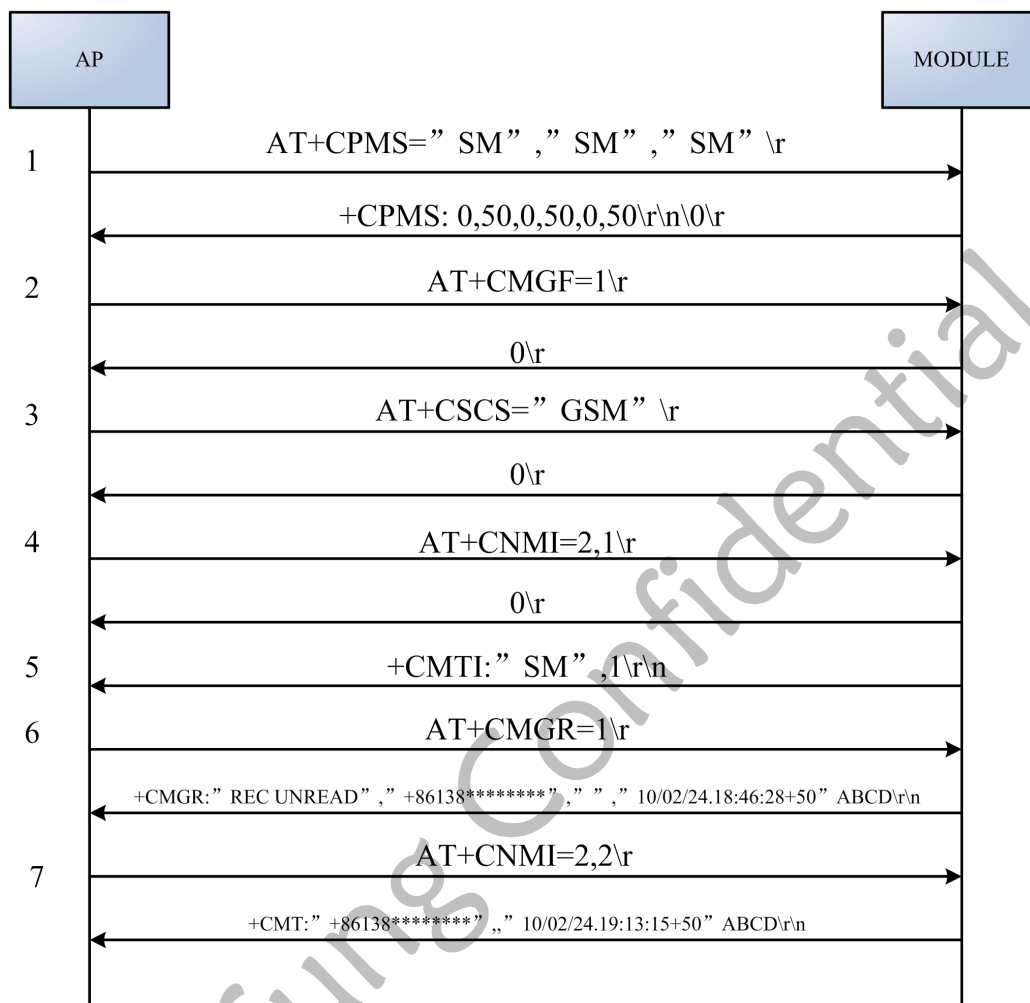 AP
MODULE
1
AT+CPMS=” SM” ,” SM” ,” SM” \r
+CPMS: 0,50,0,50,0,50\r\n\0\r
2
AT+CMGF=1\r
0\r
3
AT+CSCS=” GSM” \r
0\r
4
AT+CNMI=2,1\r
0\r
5
+CMTI:” SM” ,1\r\n
6
AT+CMGR=1\r
+CMGR:” REC UNREAD” ,” +86138********” ,” ” ,” 10/02/24.18:46:28+50” ABCD\r\n
7
AT+CNMI=2,2\r
+CMT:” +86138********” ,,” 10/02/24.19:13:15+50” ABCD\r\n
Confidential